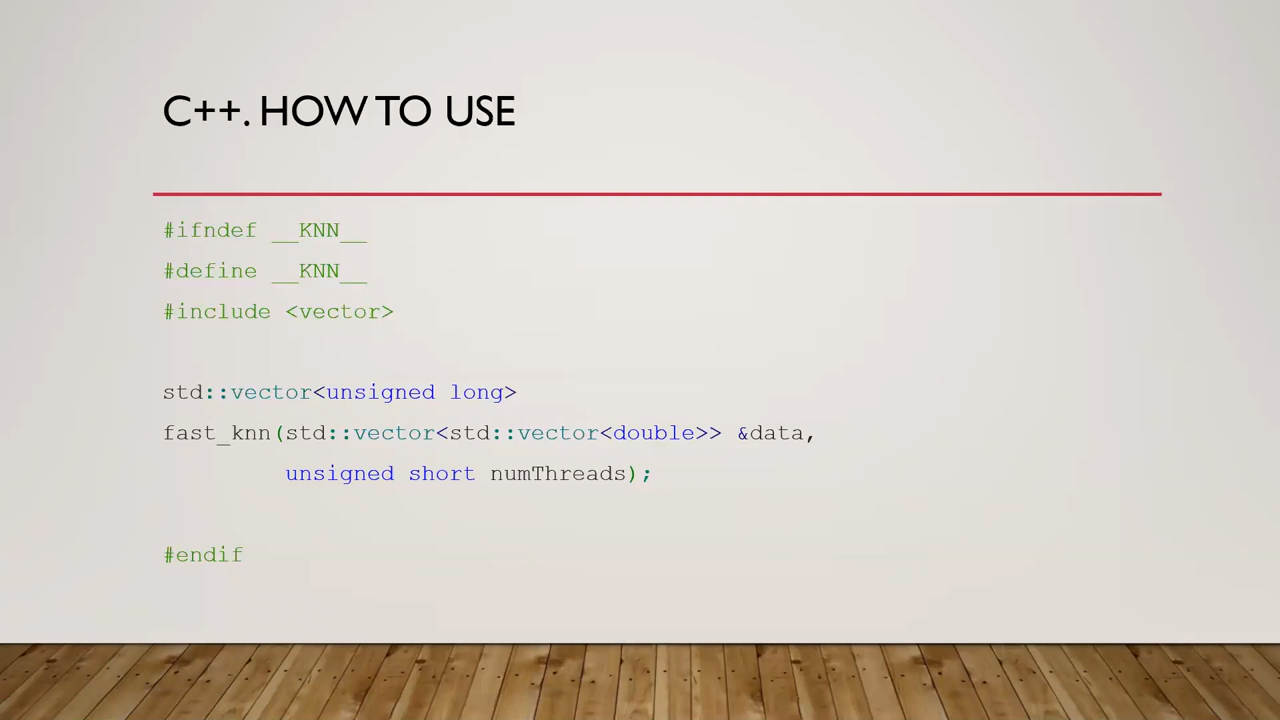 C++. HOW TO USE
#ifndef __KNN__
#define __KNN__
#include <vector>
std::vector<unsigned long>
fast_knn(std::vector<std::vector<double>> &data,
unsigned short numThreads);
#endif